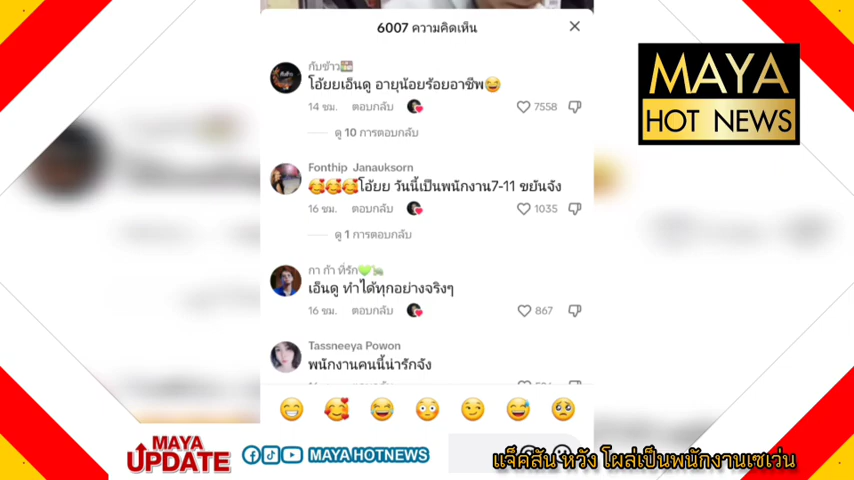 6007 ความคิดเห็น
กับข้าว
โอ้ยยเอ็นดู อายุน้อยร้อยอาชีพ😂
14 ชม. ตอบกลับ 7558
ดู 10 การตอบกลับ
Fonthip Janauksorn
🥰🥰🥰โอ้ยย วันนี้เป็นพนักงาน7-11 ขยันจัง
16 ชม. ตอบกลับ 1035
ดู 1 การตอบกลับ
กา ก้า ที่รัก💚
เอ็นดู ทำได้ทุกอย่างจริงๆ
16 ชม. ตอบกลับ 867
Tassneeya Powon
พนักงานคนนี้น่ารักจัง
MAYA
HOT NEWS
MAYA
UPDATE
MAYA HOTNEWS
แจ็คสัน หวัง โผล่เป็นพนักงานเซเว่น